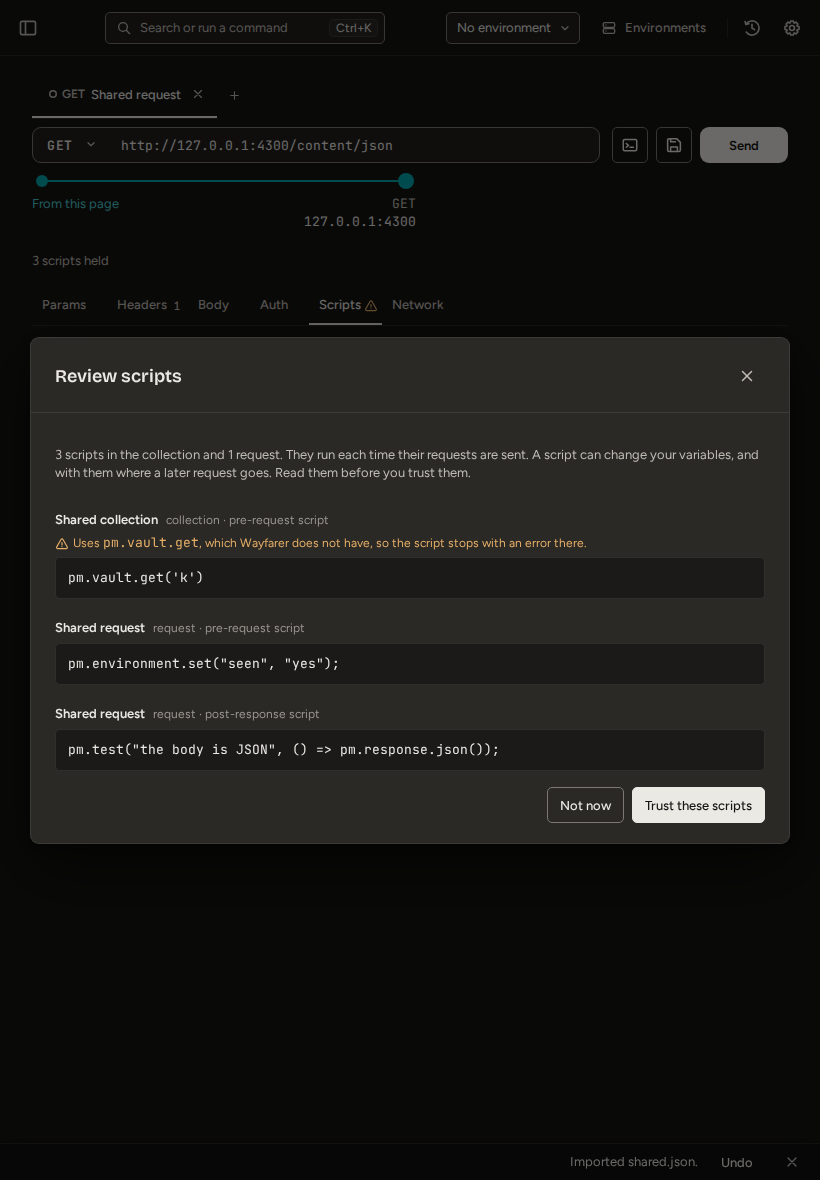 Search or run a command Ctrl+K No environment Environments
GET Shared request
GET http://127.0.0.1:4300/content/json Send
From this page GET
127.0.0.1:4300
3 scripts held
Params Headers 1 Body Auth Scripts Network
Review scripts
3 scripts in the collection and 1 request. They run each time their requests are sent. A script can change your variables, and
with them where a later request goes. Read them before you trust them.
Shared collection collection · pre-request script
Uses pm.vault.get, which Wayfarer does not have, so the script stops with an error there.
pm.vault.get('k')
Shared request request · pre-request script
pm.environment.set("seen", "yes");
Shared request request · post-response script
pm.test("the body is JSON", () => pm.response.json());
Not now Trust these scripts
Imported shared.json. Undo